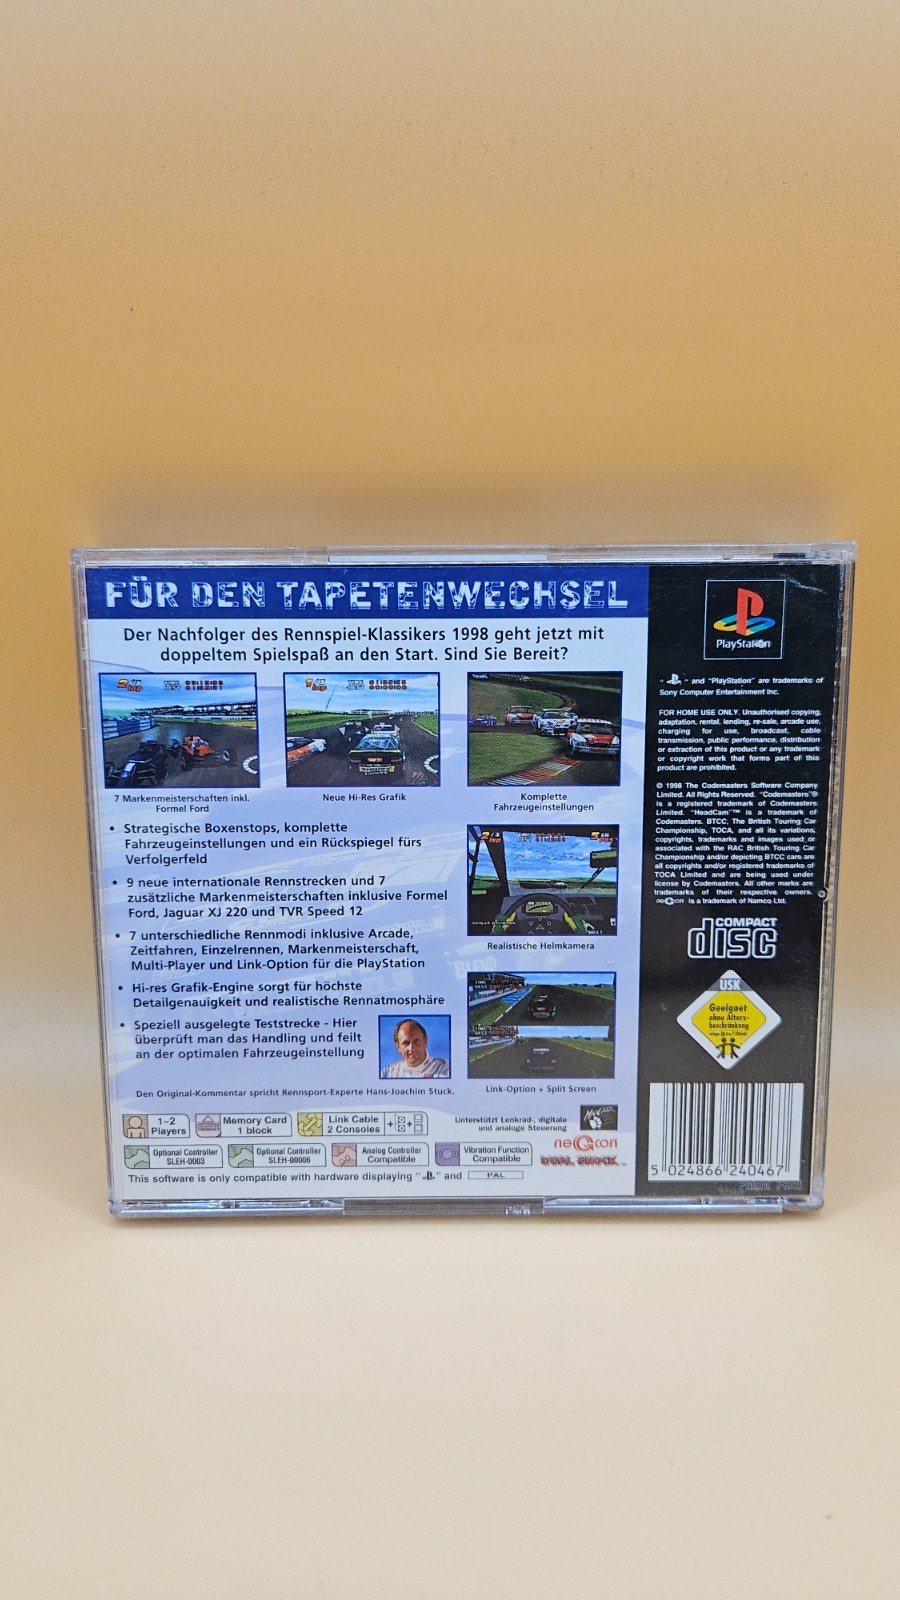 FÜR DEN TAPETENWECHSEL
Der Nachfolger des Rennspiel-Klassikers 1998 geht jetzt mit
doppeltem Spielspaß an den Start. Sind Sie Bereit?
7 Markenmeisterschaften inkl.
Formel Ford
Neue Hi-Res Grafik
Komplette
Fahrzeugeinstellungen
• Strategische Boxenstops, komplette
Fahrzeugeinstellungen und ein Rückspiegel fürs
Verfolgerfeld
• 9 neue internationale Rennstrecken und 7
zusätzliche Markenmeisterschaften inklusive Formel
Ford, Jaguar XJ 220 und TVR Speed 12
• 7 unterschiedliche Rennmodi inklusive Arcade,
Zeitfahren, Einzelrennen, Markenmeisterschaft,
Multi-Player und Link-Option für die PlayStation
• Hi-res Grafik-Engine sorgt für höchste
Detailgenauigkeit und realistische Rennatmosphäre
• Speziell ausgelegte Teststrecke - Hier
überprüft man das Handling und feilt
an der optimalen Fahrzeugeinstellung
Den Original-Kommentar spricht Rennsport-Experte Hans-Joachim Stuck.
Realistische Helmkamera
Link-Option + Split Screen
1-2
Players
Memory Card
1 block
Link Cable
2 Consoles
Unterstützt Lenkrad-, digitale
und analoge Steuerung
Optional Controller
SLEH-0003
Optional Controller
SLEH-00006
Analog Controller
Compatible
Vibration Function
Compatible
neGcon
DUAL SHOCK™
This software is only compatible with hardware displaying " " and PAL
PlayStation
" " and "PlayStation" are trademarks of
Sony Computer Entertainment Inc.
FOR HOME USE ONLY. Unauthorised copying,
adaptation, rental, lending, re-sale, arcade use,
charging for use, broadcast, cable
transmission, public performance, distribution
or extraction of this product or any trademark
or copyright work that forms part of this
product are prohibited.
© 1998 The Codemasters Software Company
Limited. All Rights Reserved. "Codemasters"®
is a registered trademark of Codemasters
Limited. "HeadCam"™ is a trademark of
Codemasters. BTCC, The British Touring Car
Championship, TOCA, and all its variations,
copyrights, trademarks and images used or
associated with the RAC British Touring Car
Championship and/or depicting BTCC cars are
all copyrights and/or registered trademarks of
TOCA Limited and are being used under
license by Codemasters. All other marks are
trademarks of their respective owners.
neGcon is a trademark of Namco Ltd.
COMPACT
disc
USK
Geeignet
ohne Alters-
beschränkung
5 024866 240467